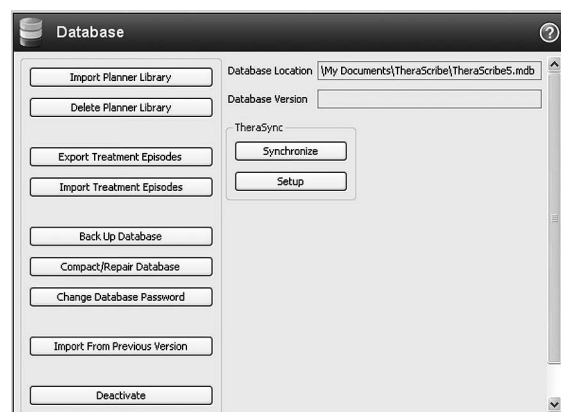 Database
Import Planner Library
Delete Planner Library
Export Treatment Episodes
Import Treatment Episodes
Back Up Database
Compact/Repair Database
Change Database Password
Import From Previous Version
Deactivate
Database Location \My Documents\TheraScribe\TheraScribe5.mdb
Database Version
TheraSync
Synchronize
Setup